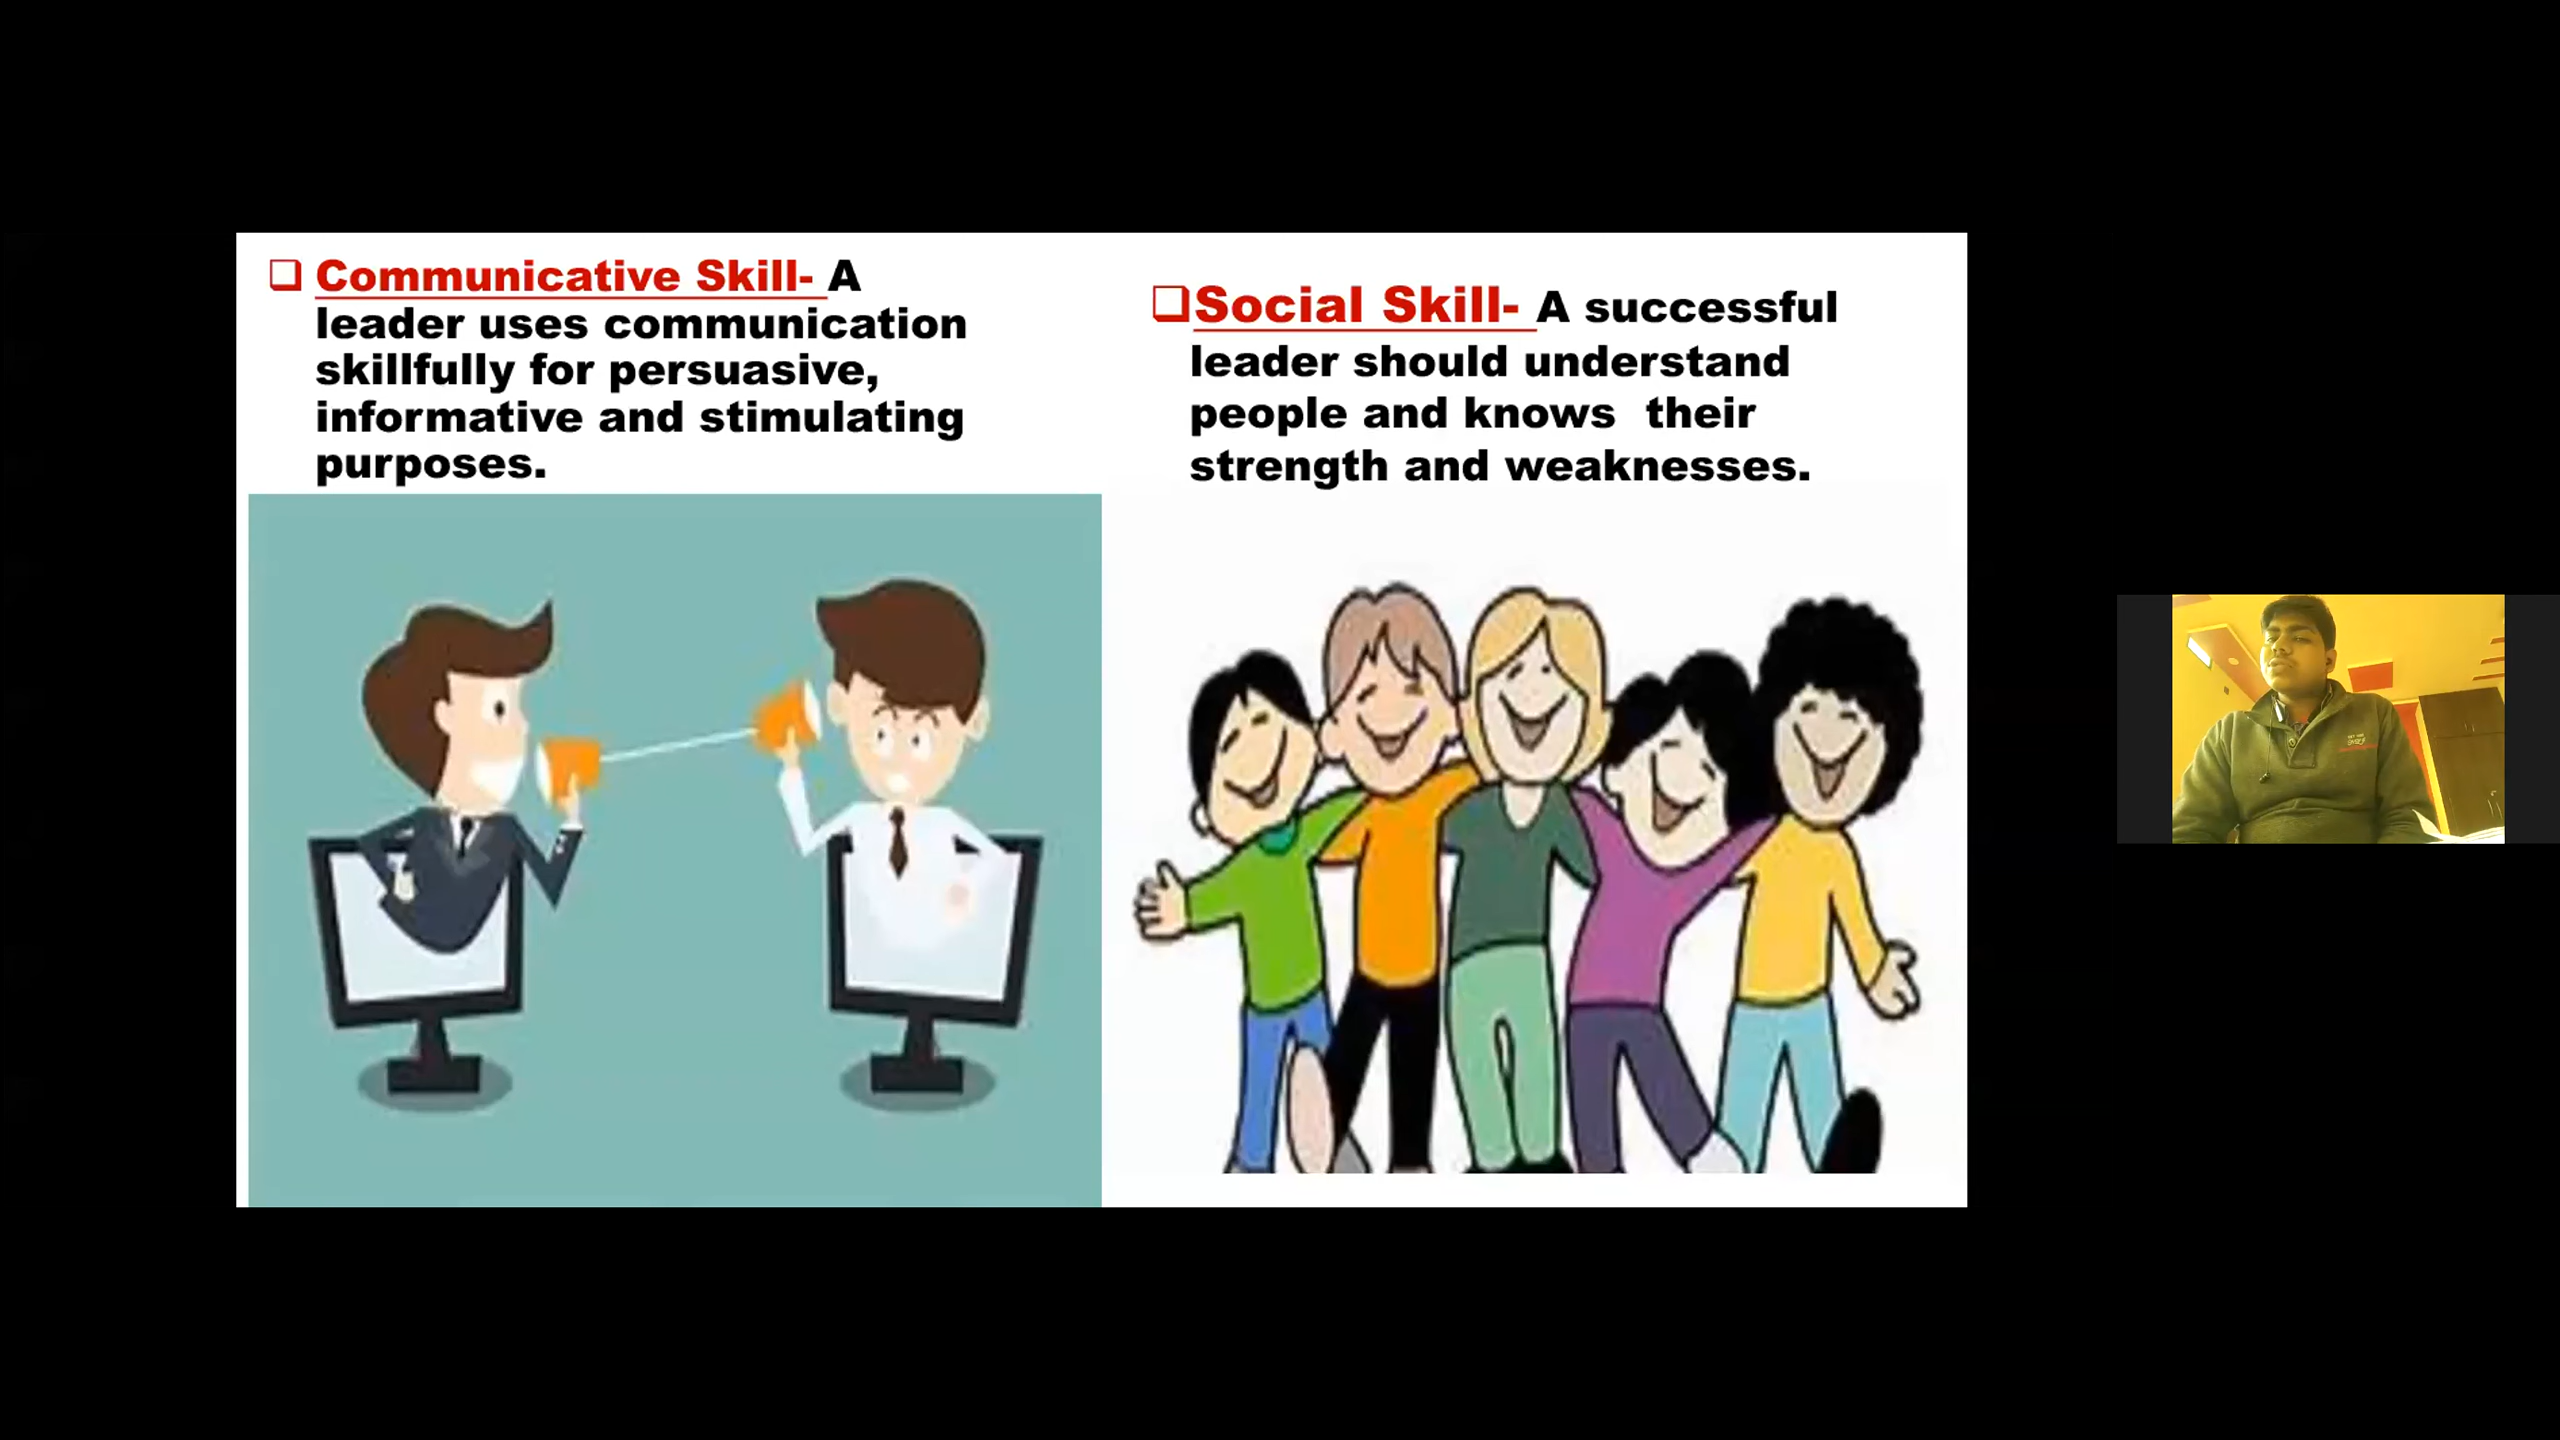 ❑ Communicative Skill- A
leader uses communication
skillfully for persuasive,
informative and stimulating
purposes.
❑Social Skill- A successful
leader should understand
people and knows their
strength and weaknesses.